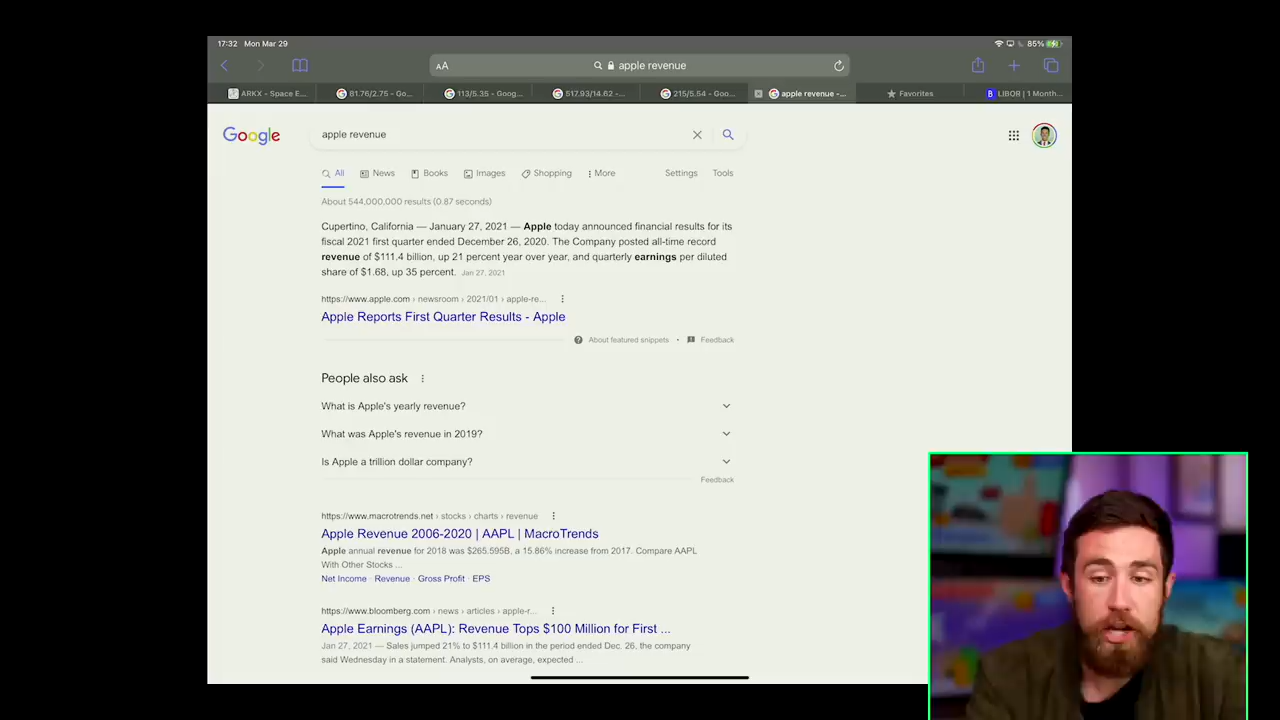 17:32 Mon Mar 29
85%
AA apple revenue
ARKX - Space E...
81.76/2.75 - Go...
113/5.35 - Goog...
517.93/14.62 -...
215/5.54 - Goo...
apple revenue -...
Favorites
LIBOR | 1 Month...
Google
apple revenue
All News Books Images Shopping More Settings Tools
About 544,000,000 results (0.87 seconds)
Cupertino, California — January 27, 2021 — Apple today announced financial results for its
fiscal 2021 first quarter ended December 26, 2020. The Company posted all-time record
revenue of $111.4 billion, up 21 percent year over year, and quarterly earnings per diluted
share of $1.68, up 35 percent. Jan 27, 2021
https://www.apple.com › newsroom › 2021/01 › apple-re...
Apple Reports First Quarter Results - Apple
About featured snippets • Feedback
People also ask
What is Apple's yearly revenue?
What was Apple's revenue in 2019?
Is Apple a trillion dollar company?
Feedback
https://www.macrotrends.net › stocks › charts › revenue
Apple Revenue 2006-2020 | AAPL | MacroTrends
Apple annual revenue for 2018 was $265.595B, a 15.86% increase from 2017. Compare AAPL
With Other Stocks ...
Net Income · Revenue · Gross Profit · EPS
https://www.bloomberg.com › news › articles › apple-r...
Apple Earnings (AAPL): Revenue Tops $100 Million for First ...
Jan 27, 2021 — Sales jumped 21% to $111.4 billion in the period ended Dec. 26, the company
said Wednesday in a statement. Analysts, on average, expected ...